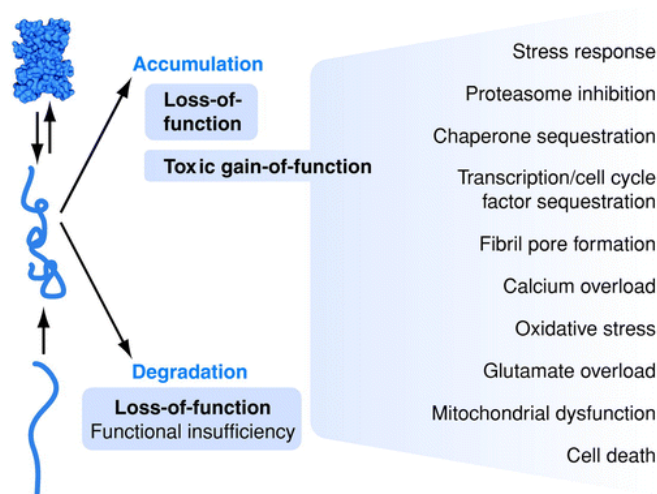 Accumulation
Loss-of-
function
Toxic gain-of-function
Degradation
Loss-of-function
Functional insufficiency
Stress response
Proteasome inhibition
Chaperone sequestration
Transcription/cell cycle
factor sequestration
Fibril pore formation
Calcium overload
Oxidative stress
Glutamate overload
Mitochondrial dysfunction
Cell death